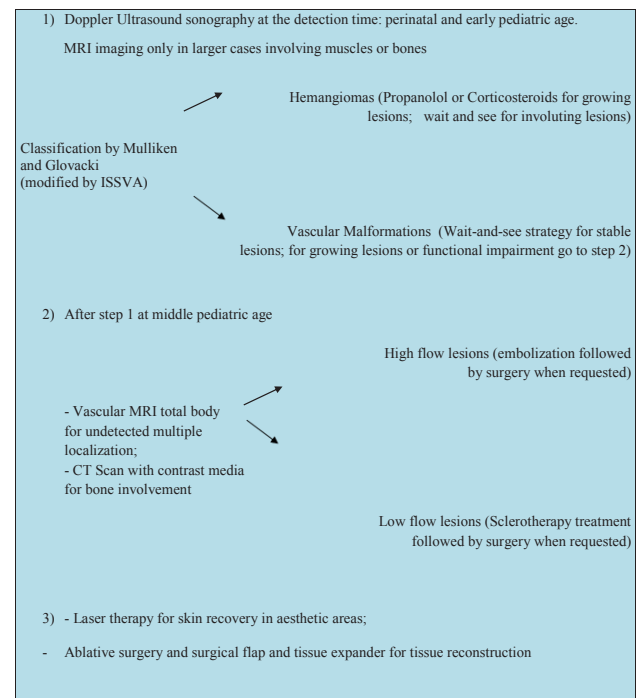 1) Doppler Ultrasound sonography at the detection time: perinatal and early pediatric age.
MRI imaging only in larger cases involving muscles or bones
Hemangiomas (Propanolol or Corticosteroids for growing
lesions; wait and see for involuting lesions)
Classification by Mulliken
and Glovacki
(modified by ISSVA)
Vascular Malformations (Wait-and-see strategy for stable
lesions; for growing lesions or functional impairment go to step 2)
2) After step 1 at middle pediatric age
High flow lesions (embolization followed
by surgery when requested)
- Vascular MRI total body
for undetected multiple
localization;
- CT Scan with contrast media
for bone involvement
Low flow lesions (Sclerotherapy treatment
followed by surgery when requested)
3) - Laser therapy for skin recovery in aesthetic areas;
- Ablative surgery and surgical flap and tissue expander for tissue reconstruction